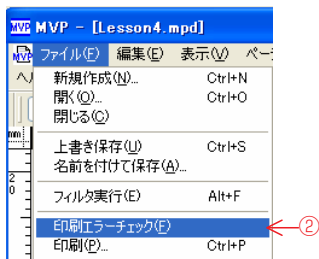 MVP MVP - [Lesson4.mpd]
MVP ファイル(F) 編集(E) 表示(V)
新規作成(N)... Ctrl+N
開く(O)... Ctrl+O
閉じる(C)
mm
上書き保存(U) Ctrl+S
名前を付けて保存(A)...
2
0
フィルタ実行(E) Alt+F
印刷エラーチェック(F) ②
印刷(P)... Ctrl+P